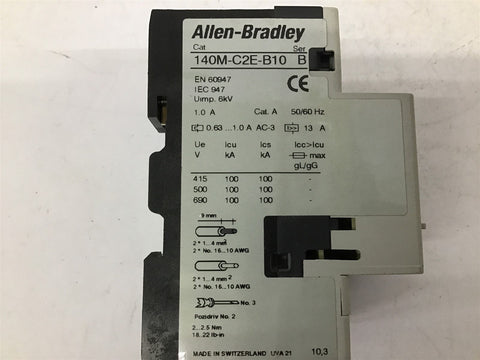 Allen-Bradley
Cat Ser
140M-C2E-B10 B
EN 60947
IEC 947
Uimp. 6kV
CE
1.0 A Cat. A 50/60 Hz
0.63 ...1.0 A AC-3 13 A
Ue Icu Ics Icc>Icu
V kA kA max
gL/gG
415 100 100 -
500 100 100 -
690 100 100 -
9 mm
2 * 1...4 mm²
2 * No. 16...10 AWG
2 * 1...4 mm²
2 * No. 16...10 AWG
No. 3
Pozidriv No. 2
2...2.5 Nm
18...22 lb-in
MADE IN SWITZERLAND UVA 21 10,3